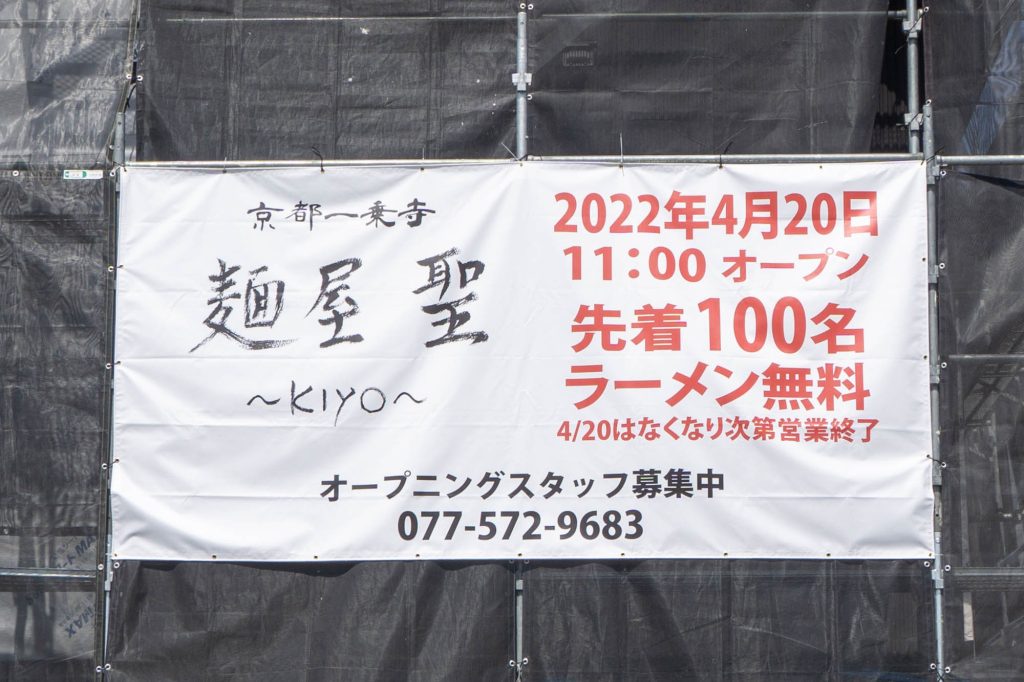 京都一乗寺
麺屋 聖
~KIYO~
2022年4月20日
11:00 オープン
先着100名
ラーメン無料
4/20はなくなり次第営業終了
オープニングスタッフ募集中
077-572-9683